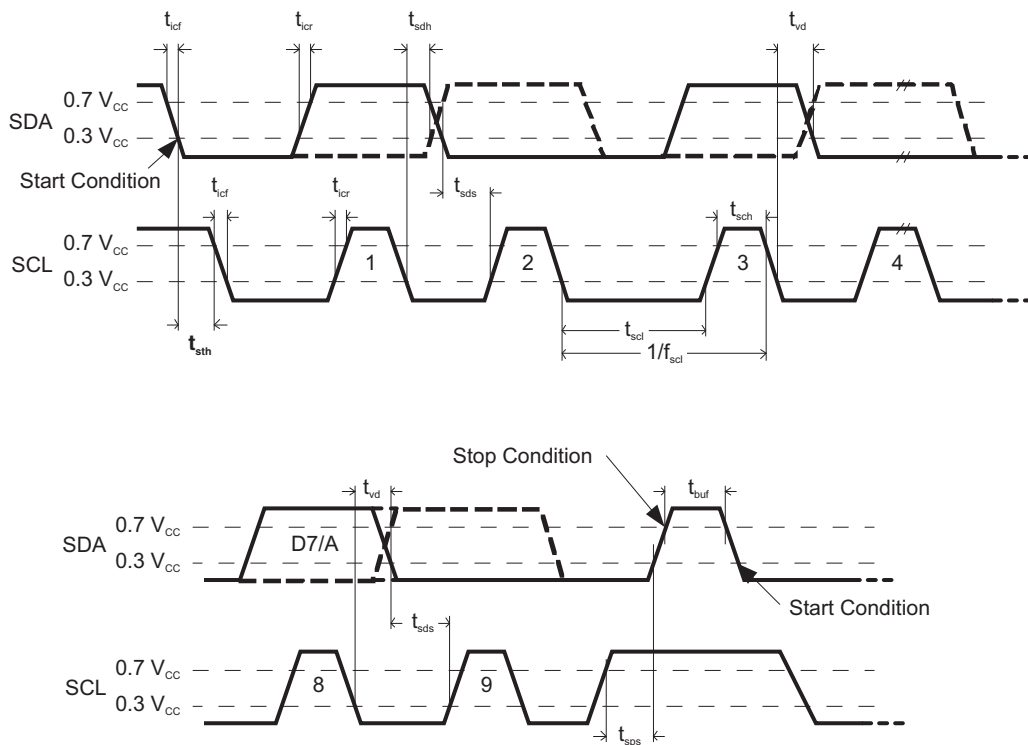 t_icf t_icr t_sdh t_vd
0.7 V_CC
SDA 0.3 V_CC
Start Condition
t_icf t_icr t_sds t_sch
0.7 V_CC
SCL 0.3 V_CC
1 2 3 4
t_sth
t_scl
1/f_scl
Stop Condition
t_vd t_buf
0.7 V_CC
SDA 0.3 V_CC
D7/A
Start Condition
t_sds
0.7 V_CC
SCL 0.3 V_CC
8 9
t_sps